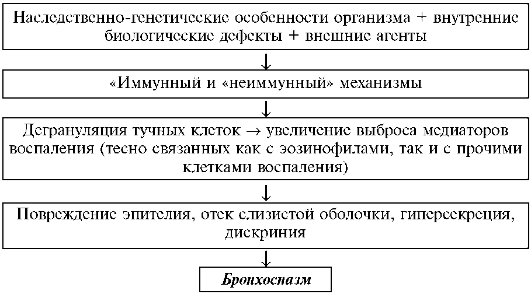 Наследственно-генетические особенности организма + внутренние
биологические дефекты + внешние агенты
↓
«Иммунный и «неиммунный» механизмы
↓
Дегрануляция тучных клеток → увеличение выброса медиаторов
воспаления (тесно связанных как с эозинофилами, так и с прочими
клетками воспаления)
↓
Повреждение эпителия, отек слизистой оболочки, гиперсекреция,
дискриния
↓
Бронхоспазм